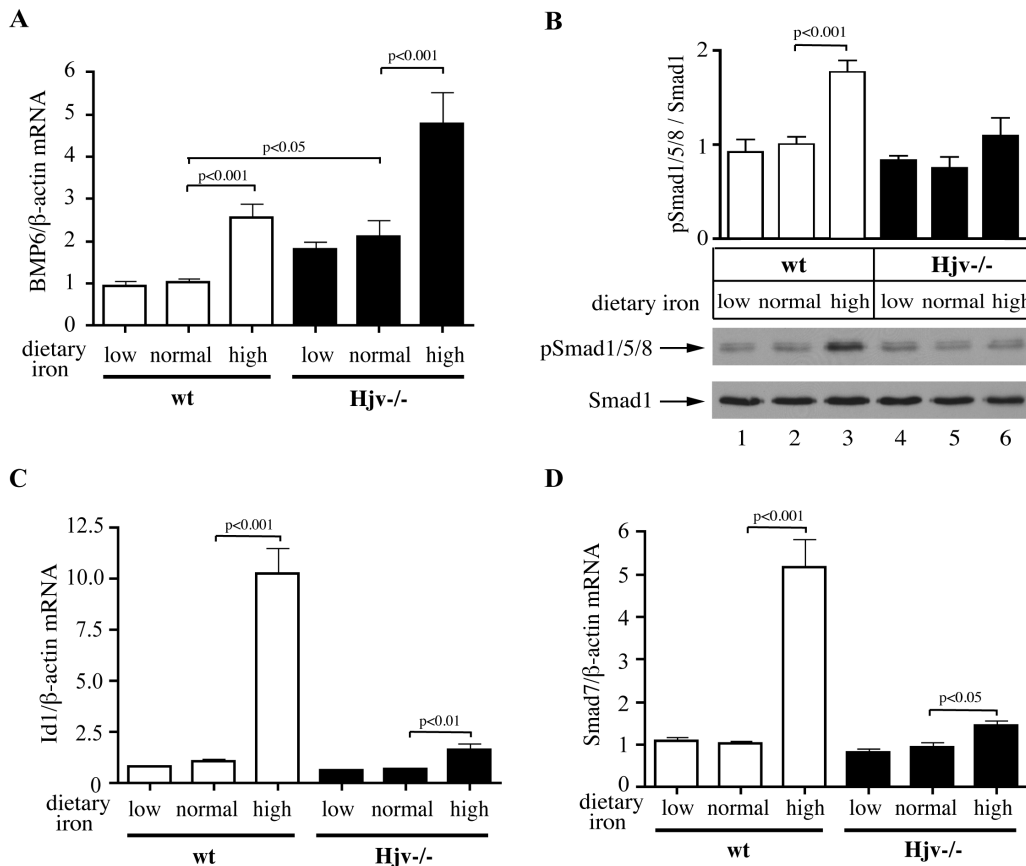 A
BMP6/β-actin mRNA
6
5
4
3
2
1
0
p<0.001
p<0.05
p<0.001
dietary iron
low normal high low normal high
wt Hjv-/-
B
pSmad1/5/8 / Smad1
2
1
0
p<0.001
wt Hjv-/-
dietary iron low normal high low normal high
pSmad1/5/8
Smad1
1 2 3 4 5 6
C
Id1/β-actin mRNA
12.5
10.0
7.5
5.0
2.5
0
p<0.001
p<0.01
dietary iron
low normal high low normal high
wt Hjv-/-
D
Smad7/β-actin mRNA
6
5
4
3
2
1
0
p<0.001
p<0.05
dietary iron
low normal high low normal high
wt Hjv-/-